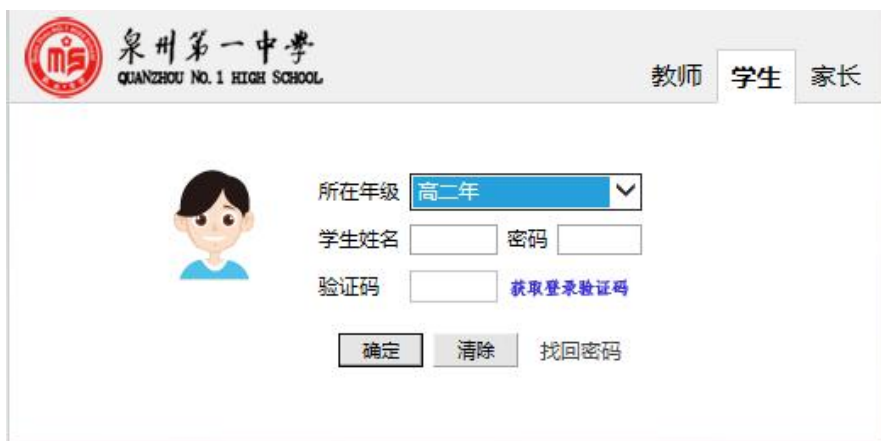 泉州第一中学
QUANZHOU NO. 1 HIGH SCHOOL
教师 学生 家长
所在年级 高二年
学生姓名 密码
验证码 获取登录验证码
确定 清除 找回密码